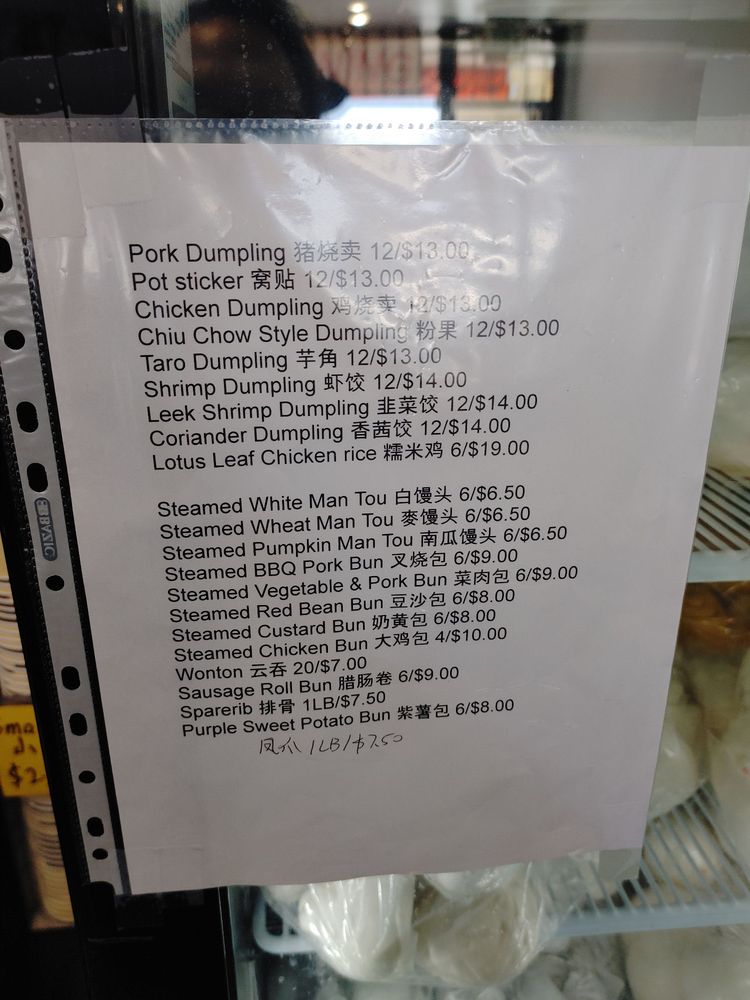 Pork Dumpling 猪烧卖 12/$13.00
Pot sticker 窝贴 12/$13.00
Chicken Dumpling 鸡烧卖 12/$13.00
Chiu Chow Style Dumpling 粉果 12/$13.00
Taro Dumpling 芋角 12/$13.00
Shrimp Dumpling 虾饺 12/$14.00
Leek Shrimp Dumpling 韭菜饺 12/$14.00
Coriander Dumpling 香茜饺 12/$14.00
Lotus Leaf Chicken rice 糯米鸡 6/$19.00
Steamed White Man Tou 白馒头 6/$6.50
Steamed Wheat Man Tou 麥馒头 6/$6.50
Steamed Pumpkin Man Tou 南瓜馒头 6/$6.50
Steamed BBQ Pork Bun 叉烧包 6/$9.00
Steamed Vegetable & Pork Bun 菜肉包 6/$9.00
Steamed Red Bean Bun 豆沙包 6/$8.00
Steamed Custard Bun 奶黄包 6/$8.00
Steamed Chicken Bun 大鸡包 4/$10.00
Wonton 云吞 20/$7.00
Sausage Roll Bun 腊肠卷 6/$9.00
Sparerib 排骨 1LB/$7.50
Purple Sweet Potato Bun 紫薯包 6/$8.00
凤爪 1LB/$7.50
BAZIC
小
$2